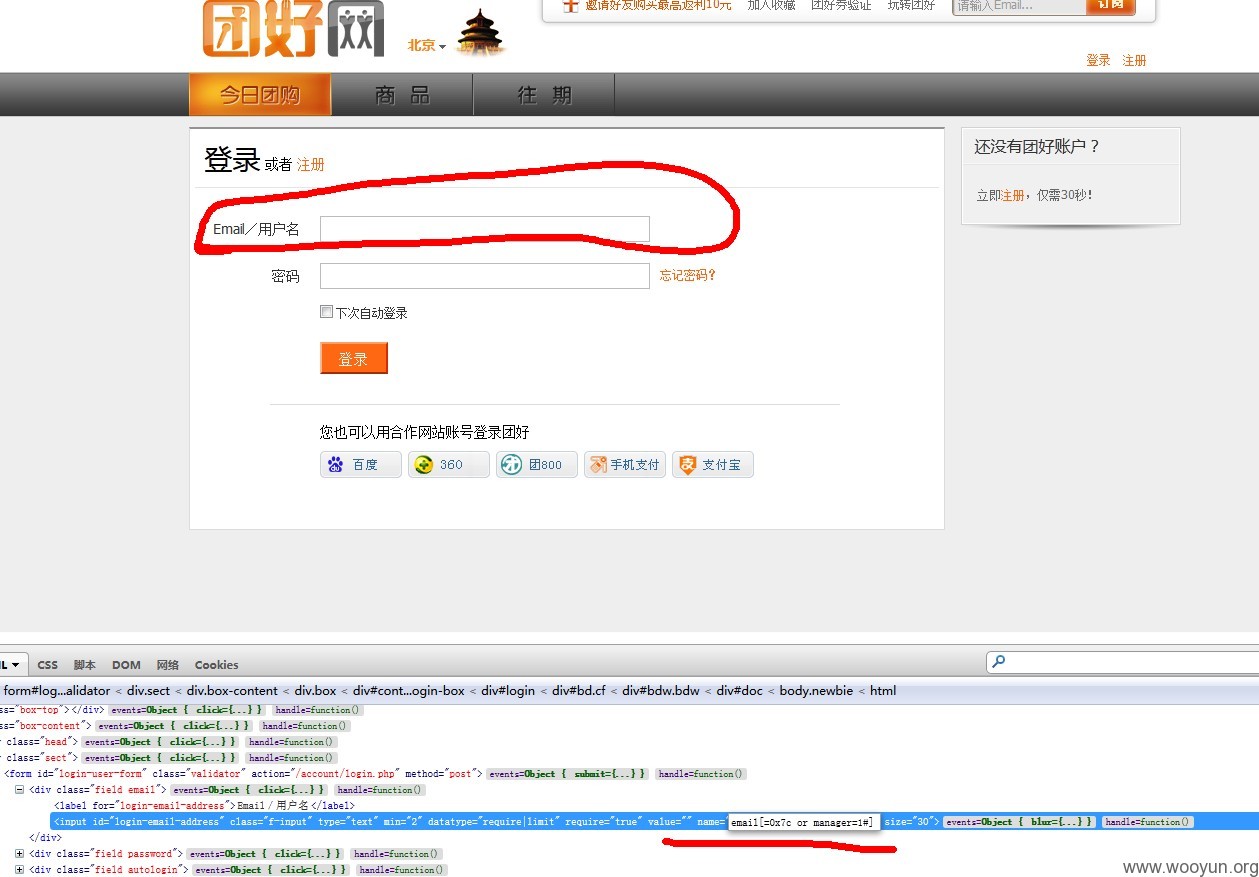 团好网
北京
邀请好友购买最高返利10元 加入收藏 团好券验证 玩转团好 请输入Email... 订阅
登录 注册
今日团购 商品 往期
登录 或者 注册
还没有团好账户？
立即注册，仅需30秒！
Email／用户名
密码 忘记密码？
下次自动登录
登录
您也可以用合作网站账号登录团好
百度 360 团800 手机支付 支付宝
L CSS 脚本 DOM 网络 Cookies
form#log...alidator < div.sect < div.box-content < div.box < div#cont...ogin-box < div#login < div#bd.cf < div#bdw.bdw < div#doc < body.newbie < html
ss="box-top"></div> events=Object { click={...} } handle=function()
ss="box-content"> events=Object { click={...} } handle=function()
class="head"> events=Object { click={...} } handle=function()
class="sect"> events=Object { click={...} } handle=function()
<form id="login-user-form" class="validator" action="/account/login.php" method="post"> events=Object { submit={...} } handle=function()
<div class="field email"> events=Object { click={...} } handle=function()
<label for="login-email-address">Email／用户名</label>
<input id="login-email-address" class="f-input" type="text" min="2" datatype="require|limit" require="true" value="" name="email[=0x7c or manager=1#] size="30"> events=Object { blur={...} } handle=function()
</div>
<div class="field password"> events=Object { click={...} } handle=function()
<div class="field autologin"> events=Object { click={...} } handle=function()
www.wooyun.org